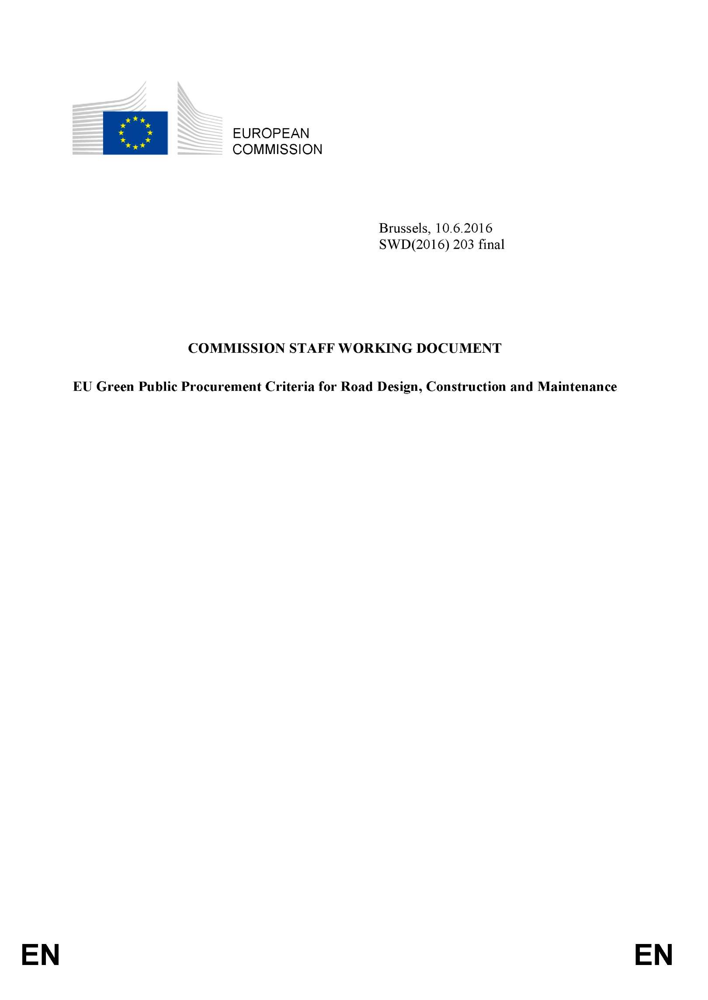 EUROPEAN
COMMISSION
Brussels, 10.6.2016
SWD(2016) 203 final
COMMISSION STAFF WORKING DOCUMENT
EU Green Public Procurement Criteria for Road Design, Construction and Maintenance
EN
EN